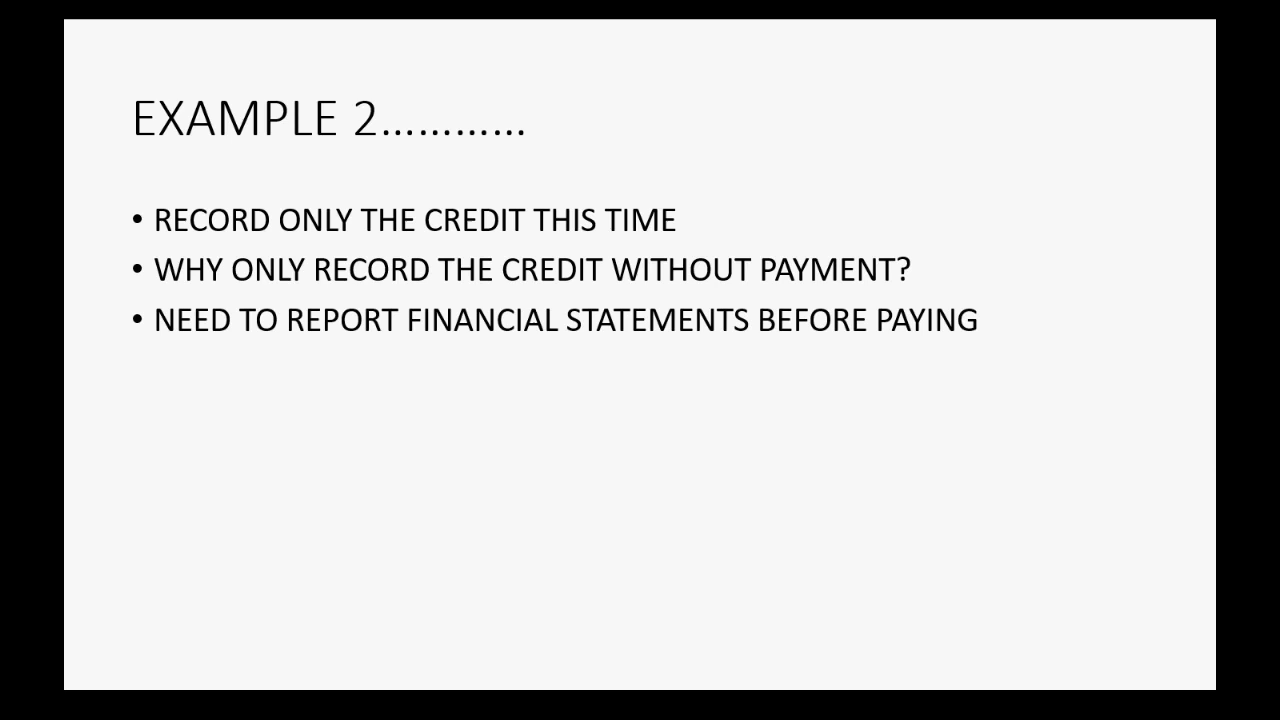 EXAMPLE 2…………
• RECORD ONLY THE CREDIT THIS TIME
• WHY ONLY RECORD THE CREDIT WITHOUT PAYMENT?
• NEED TO REPORT FINANCIAL STATEMENTS BEFORE PAYING